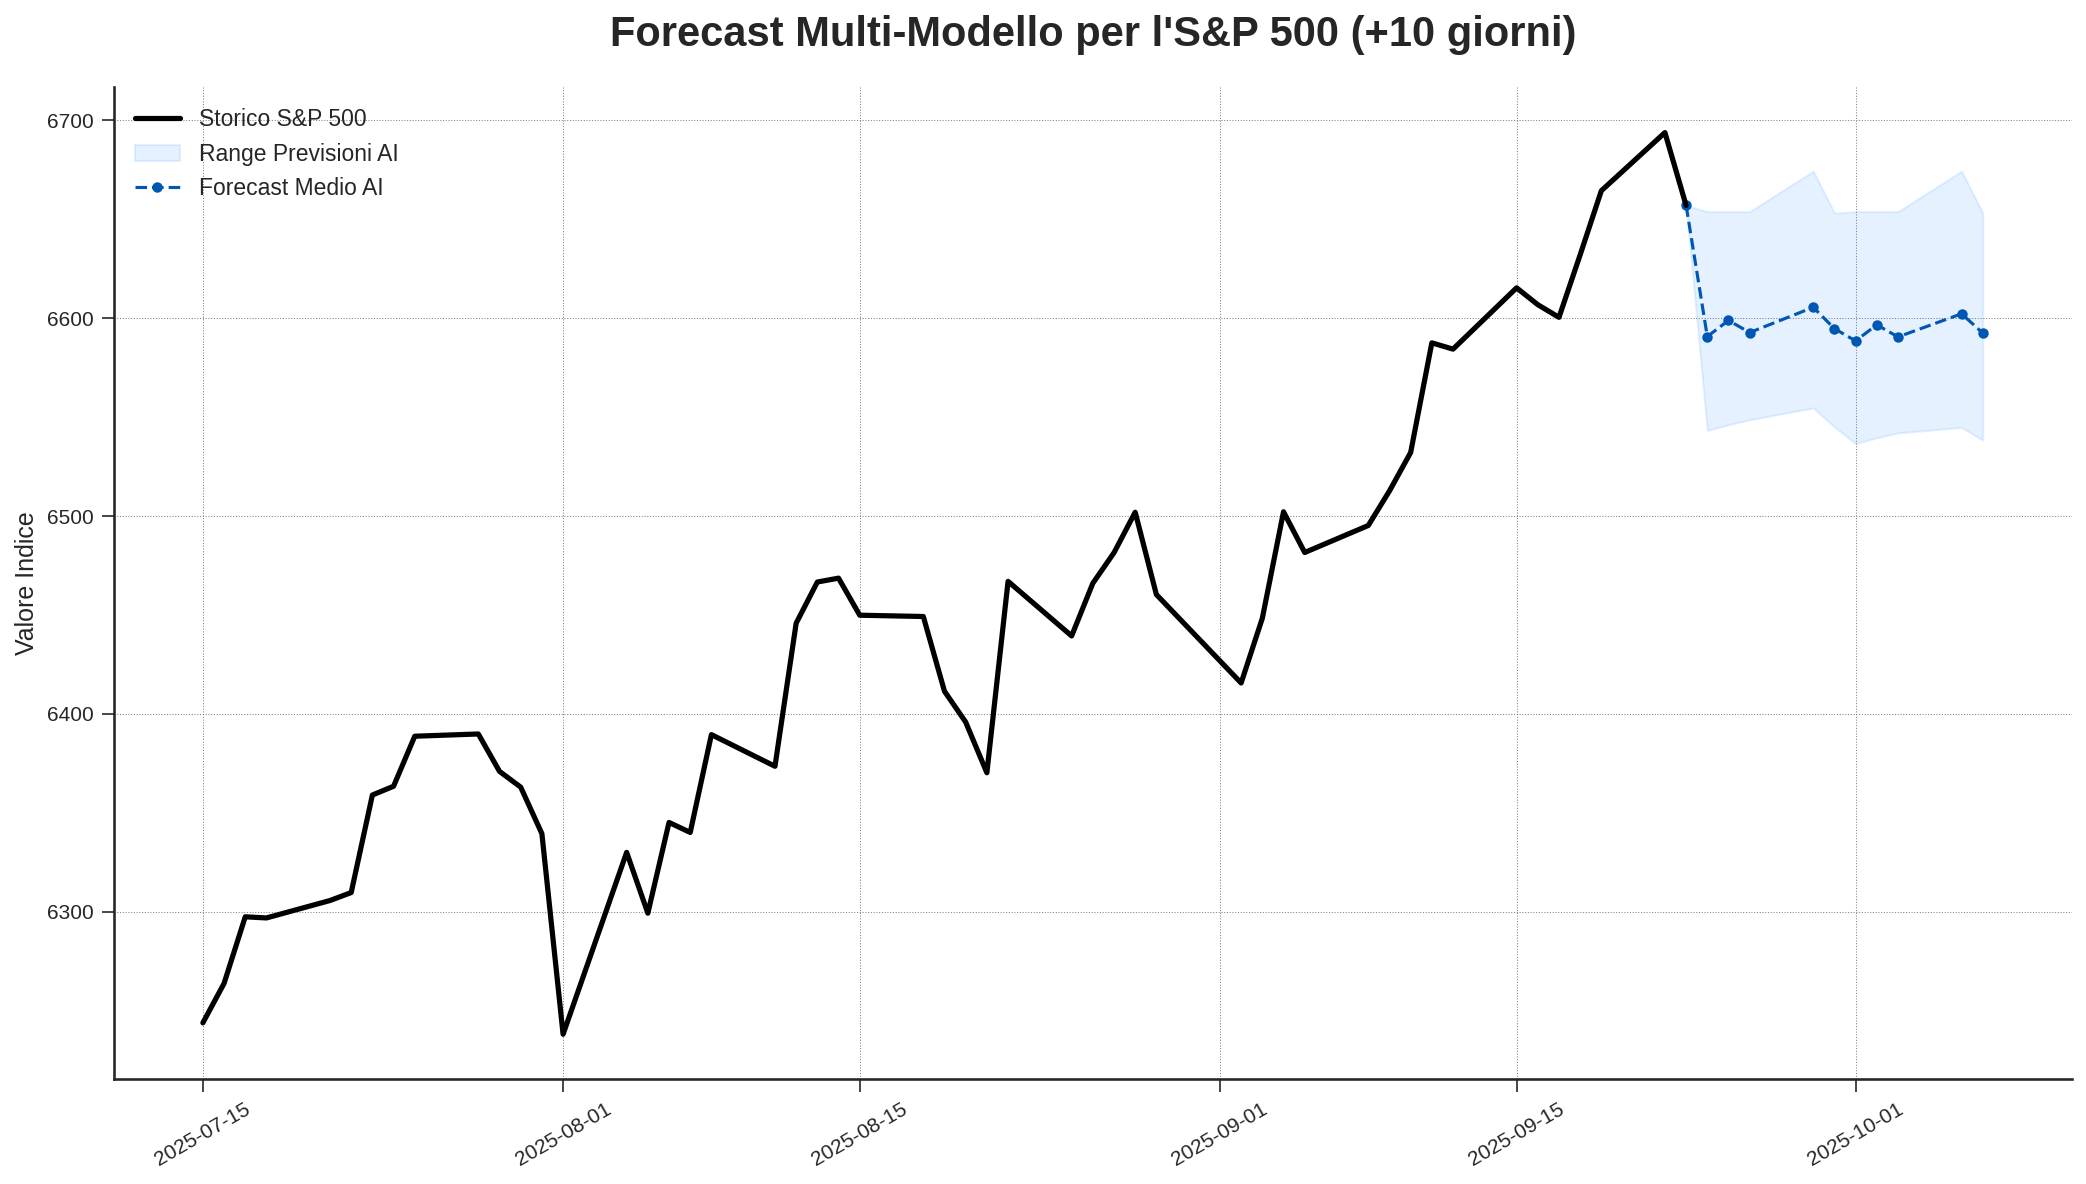 Forecast Multi-Modello per l'S&P 500 (+10 giorni)
Storico S&P 500
Range Previsioni AI
Forecast Medio AI
Valore Indice
6700
6600
6500
6400
6300
2025-07-15
2025-08-01
2025-08-15
2025-09-01
2025-09-15
2025-10-01